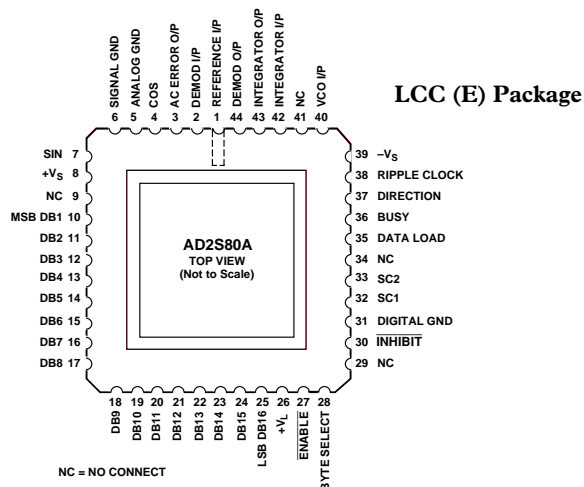 LCC (E) Package
SIGNAL GND
ANALOG GND
COS
AC ERROR O/P
DEMOD I/P
REFERENCE I/P
DEMOD O/P
INTEGRATOR O/P
INTEGRATOR I/P
NC
VCO I/P
6 5 4 3 2 1 44 43 42 41 40
SIN 7
+VS 8
NC 9
MSB DB1 10
DB2 11
DB3 12
DB4 13
DB5 14
DB6 15
DB7 16
DB8 17
AD2S80A
TOP VIEW
(Not to Scale)
39 –VS
38 RIPPLE CLOCK
37 DIRECTION
36 BUSY
35 DATA LOAD
34 NC
33 SC2
32 SC1
31 DIGITAL GND
30 INHIBIT
29 NC
18 19 20 21 22 23 24 25 26 27 28
DB9
DB10
DB11
DB12
DB13
DB14
DB15
LSB DB16
+VL
ENABLE
BYTE SELECT
NC = NO CONNECT